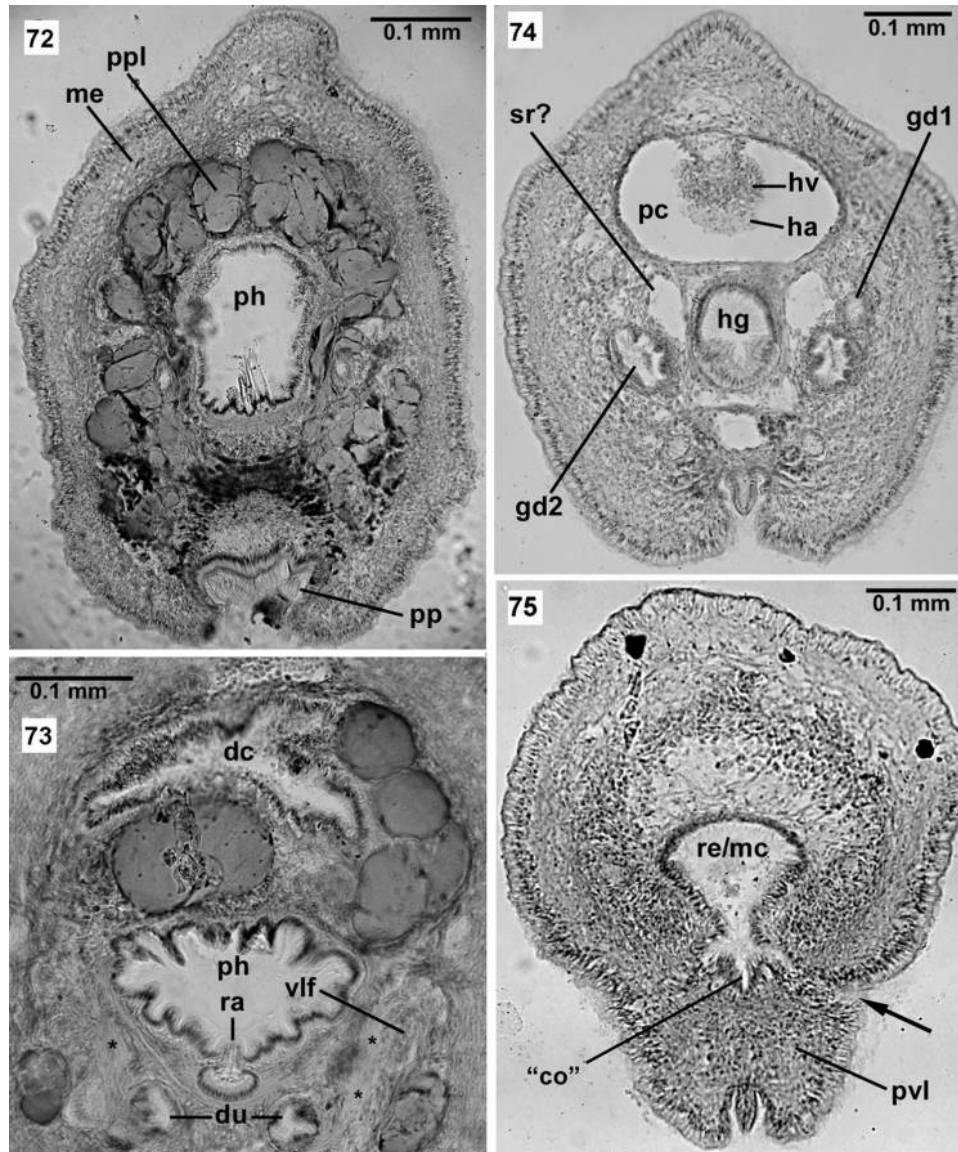 72
0.1 mm
ppl
me
ph
pp
74
0.1 mm
sr?
gd1
hv
pc
ha
hg
gd2
73
0.1 mm
dc
ph
vlf
ra
*
*
*
du
75
0.1 mm
re/mc
"co"
pvl